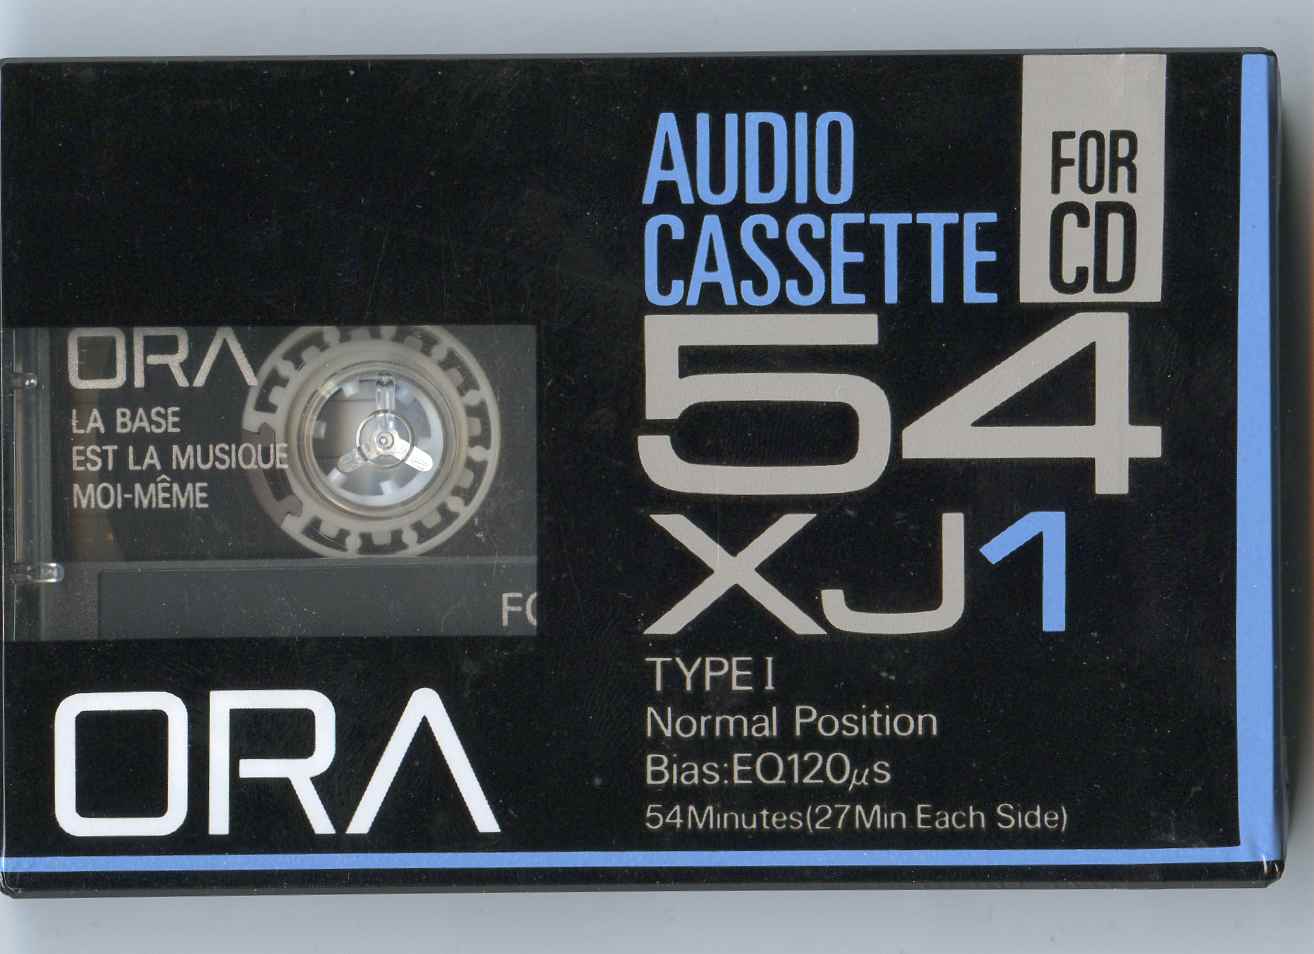 AUDIO
CASSETTE
FOR
CD
54
XJ1
TYPE I
Normal Position
Bias:EQ120μs
54Minutes(27Min Each Side)
ORA
LA BASE
EST LA MUSIQUE
MOI-MÊME
ORA